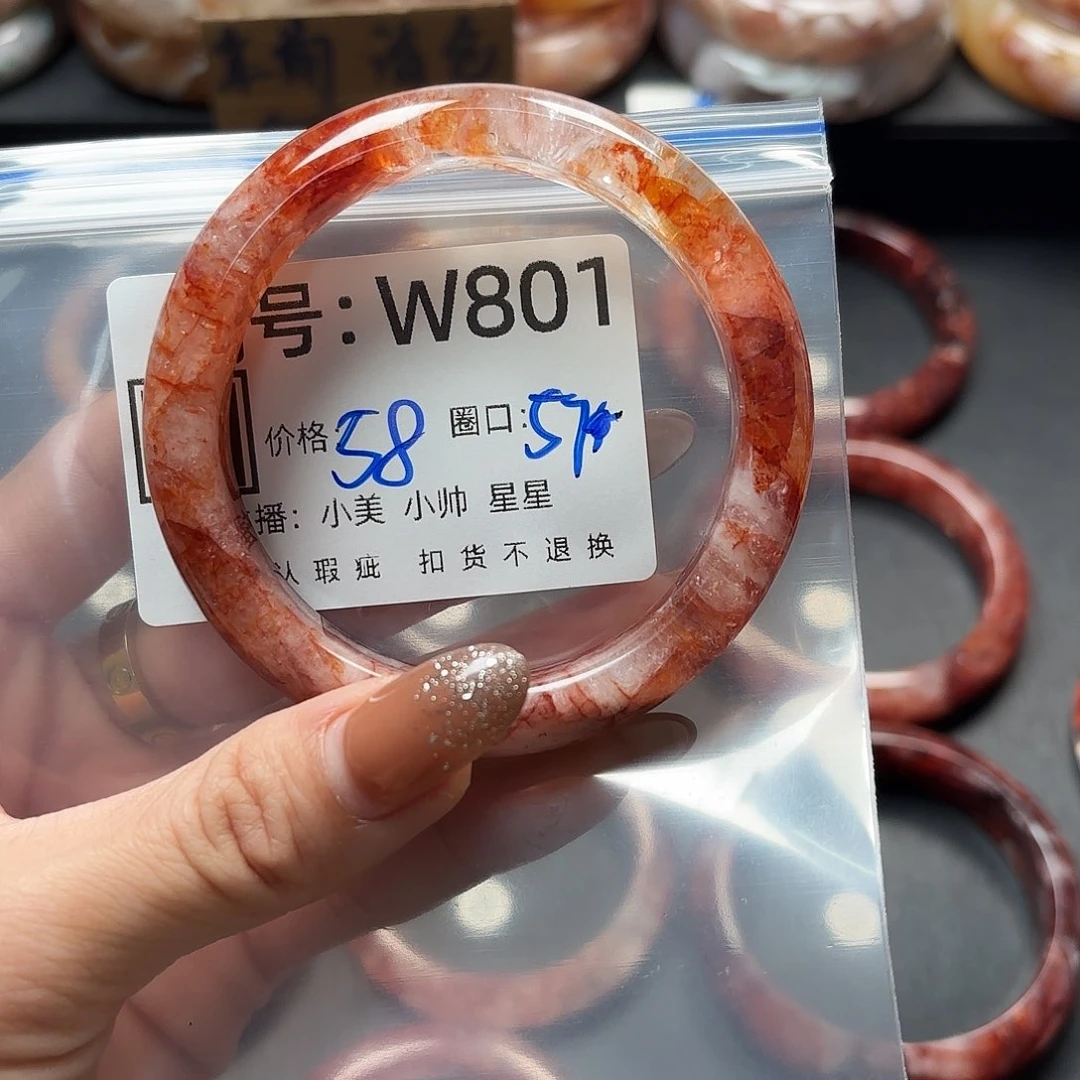 号：W801
价格：58 圈口：57
播： 小美 小帅 星星
认瑕疵 扣货不退换